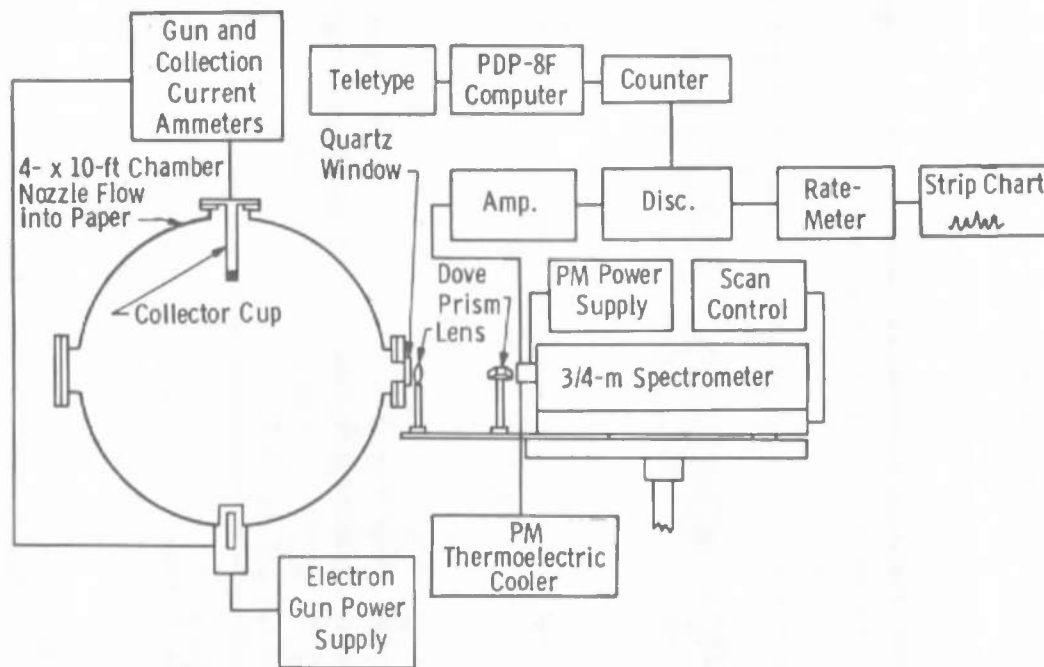 Gun and
Collection
Current
Ammeters
Teletype
PDP-8F
Computer
Counter
Quartz
Window
4- x 10-ft Chamber
Nozzle Flow
into Paper
Amp.
Disc.
Rate-
Meter
Strip Chart
Collector Cup
Dove
Prism
Lens
PM Power
Supply
Scan
Control
3/4-m Spectrometer
PM
Thermoelectric
Cooler
Electron
Gun Power
Supply